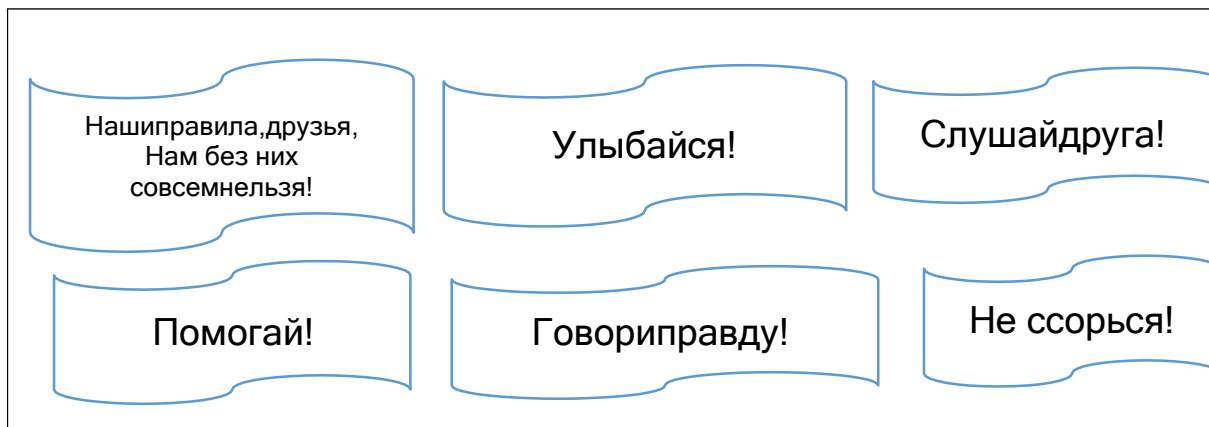 Нашиправила,друзья,
Нам без них
совсемнельзя!
Улыбайся!
Слушайдруга!
Помогай!
Говориправду!
Не ссорься!